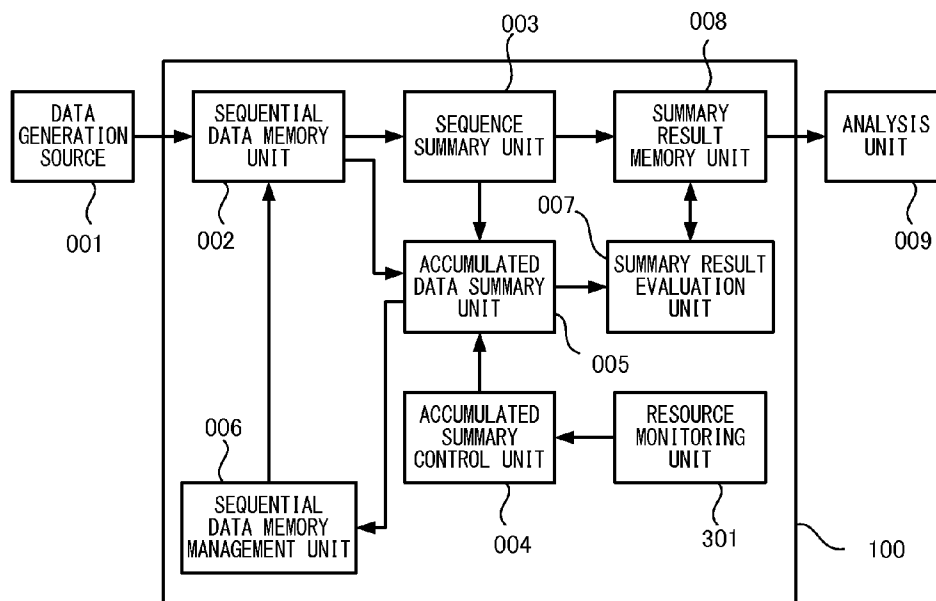 003
008
DATA
GENERATION
SOURCE
SEQUENTIAL
DATA MEMORY
UNIT
SEQUENCE
SUMMARY UNIT
SUMMARY
RESULT
MEMORY UNIT
ANALYSIS
UNIT
001
002
007
009
ACCUMULATED
DATA SUMMARY
UNIT
SUMMARY RESULT
EVALUATION
UNIT
005
006
ACCUMULATED
SUMMARY
CONTROL UNIT
RESOURCE
MONITORING
UNIT
SEQUENTIAL
DATA MEMORY
MANAGEMENT UNIT
004
301
100